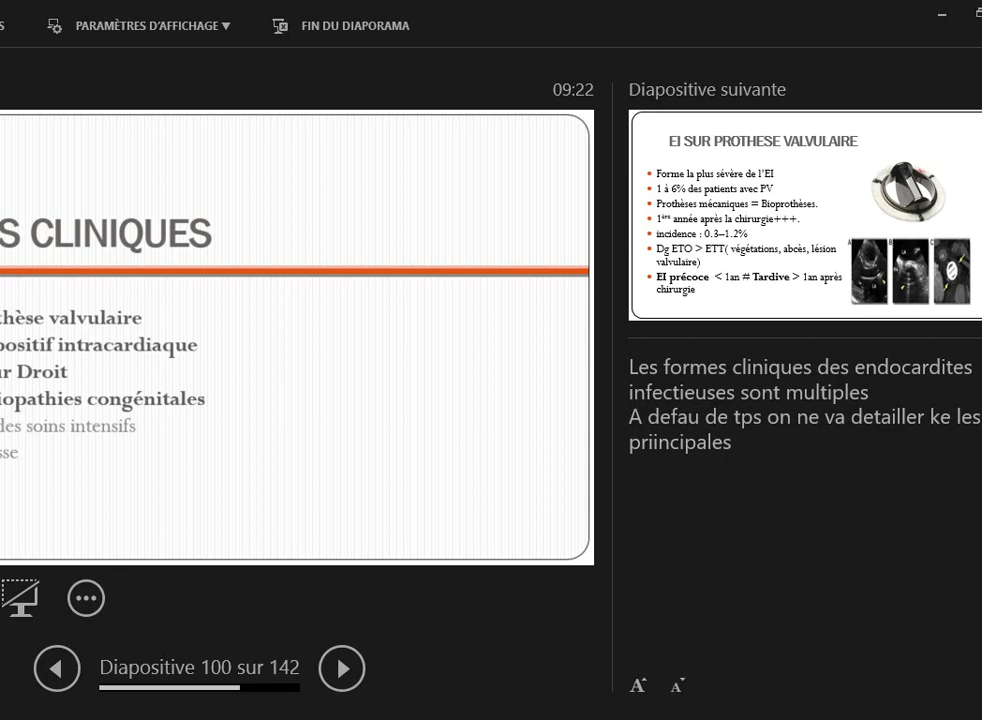 S
PARAMÈTRES D'AFFICHAGE ▼
FIN DU DIAPORAMA
09:22
Diapositive suivante
S CLINIQUES
thèse valvulaire
positif intracardiaque
ur Droit
iopathies congénitales
des soins intensifs
sse
EI SUR PROTHESE VALVULAIRE
Forme la plus sévère de l'EI
1 à 6% des patients avec PV
Prothèses mécaniques = Bioprothèses.
1ère année après la chirurgie+++.
incidence : 0.3–1.2%
Dg ETO > ETT( végétations, abcès, lésion
valvulaire)
EI précoce < 1an # Tardive > 1an après
chirurgie
Les formes cliniques des endocardites
infectieuses sont multiples
A defau de tps on ne va detailler ke les
priincipales
Diapositive 100 sur 142
A A